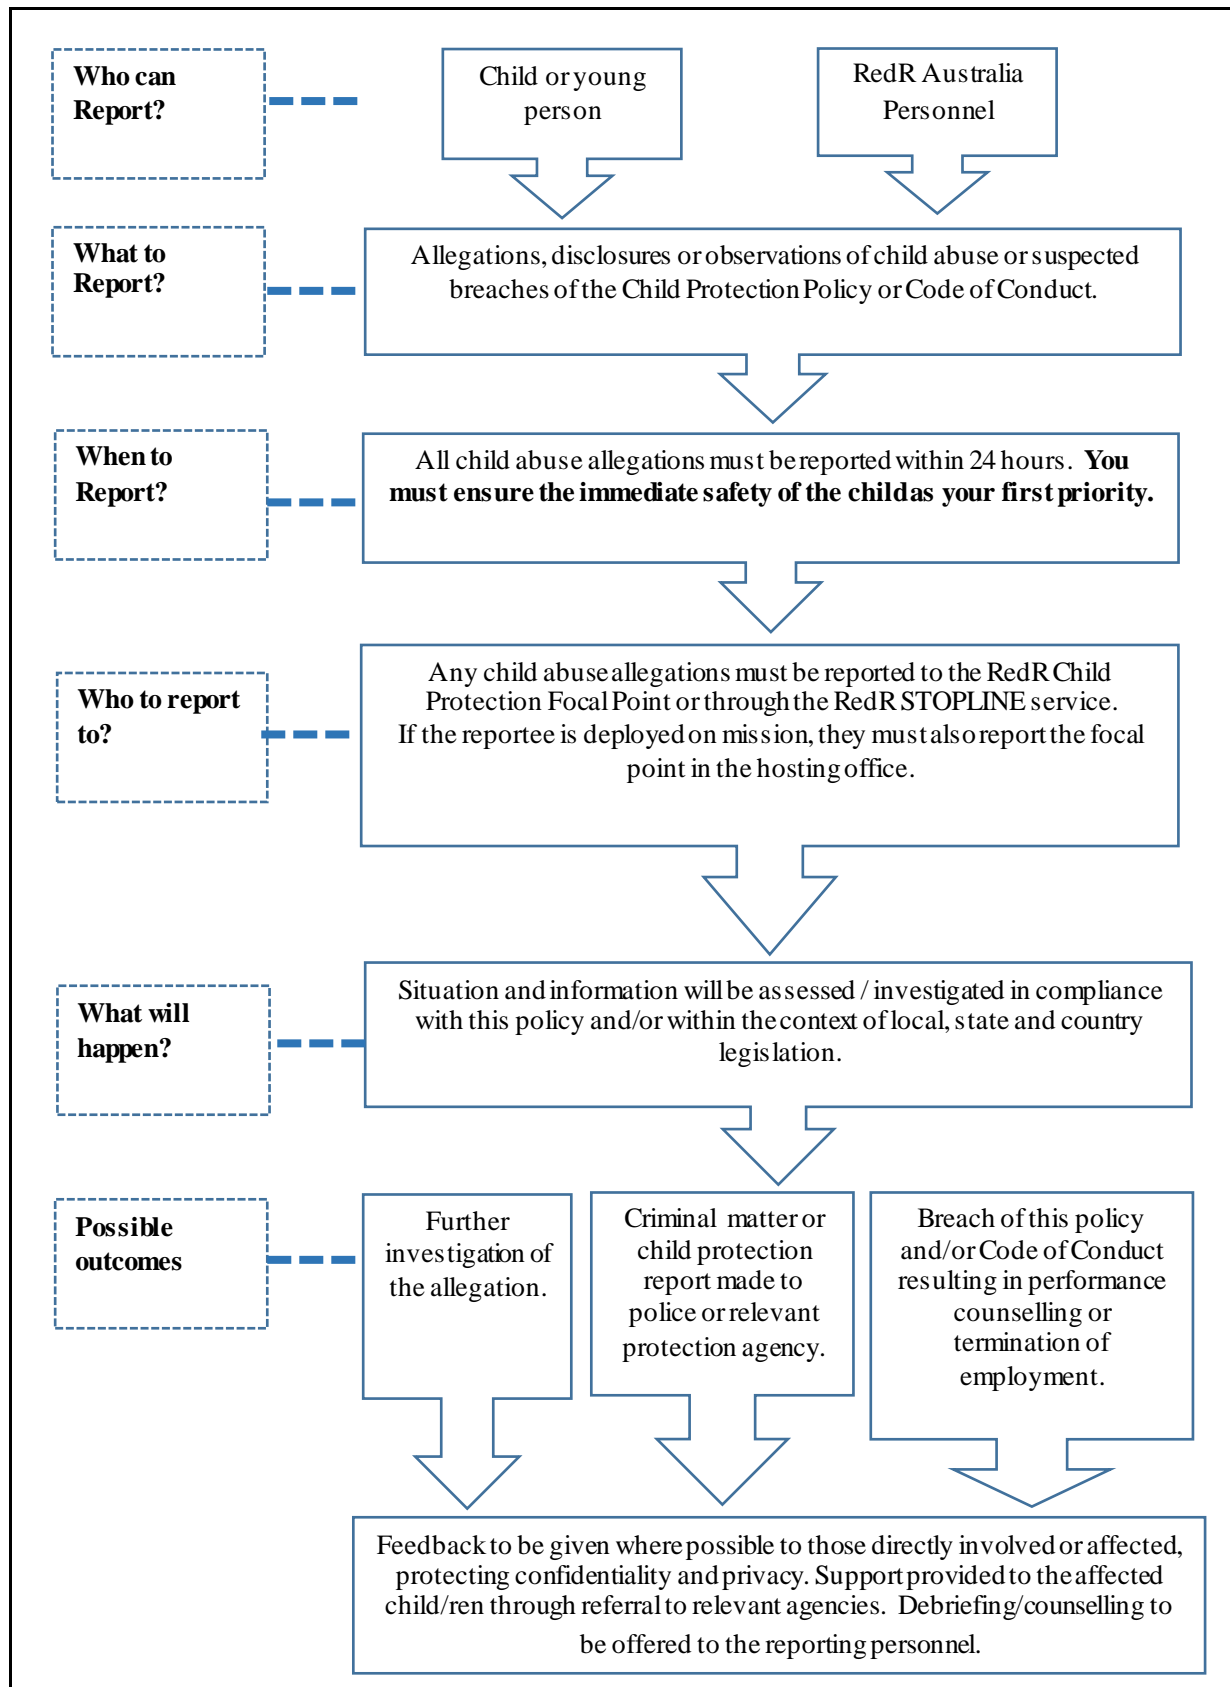 Who can
Report?
Child or young
person
RedR Australia
Personnel
What to
Report?
Allegations, disclosures or observations of child abuse or suspected
breaches of the Child Protection Policy or Code of Conduct.
When to
Report?
All child abuse allegations must be reported within 24 hours. You
must ensure the immediate safety of the child as your first priority.
Who to report
to?
Any child abuse allegations must be reported to the RedR Child
Protection Focal Point or through the RedR STOPLINE service.
If the reportee is deployed on mission, they must also report the focal
point in the hosting office.
What will
happen?
Situation and information will be assessed / investigated in compliance
with this policy and/or within the context of local, state and country
legislation.
Possible
outcomes
Further
investigation of
the allegation.
Criminal matter or
child protection
report made to
police or relevant
protection agency.
Breach of this policy
and/or Code of Conduct
resulting in performance
counselling or
termination of
employment.
Feedback to be given where possible to those directly involved or affected,
protecting confidentiality and privacy. Support provided to the affected
child/ren through referral to relevant agencies. Debriefing/counselling to
be offered to the reporting personnel.